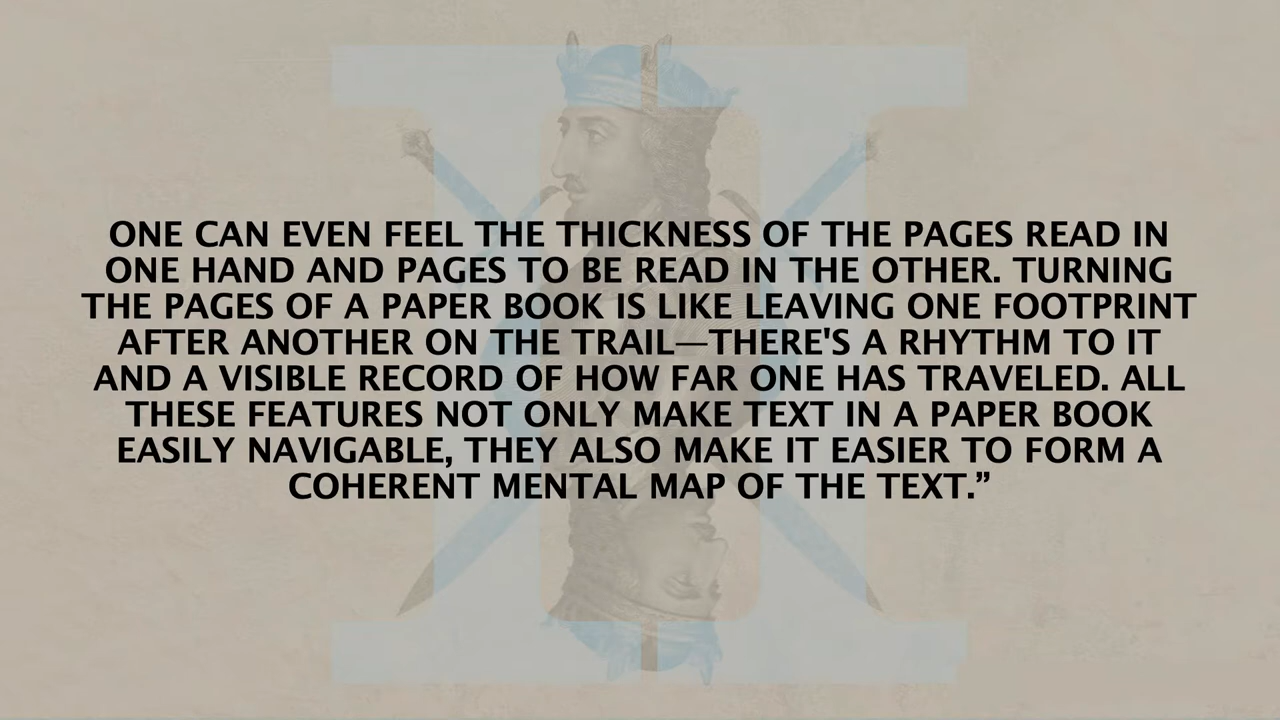 ONE CAN EVEN FEEL THE THICKNESS OF THE PAGES READ IN
ONE HAND AND PAGES TO BE READ IN THE OTHER. TURNING
THE PAGES OF A PAPER BOOK IS LIKE LEAVING ONE FOOTPRINT
AFTER ANOTHER ON THE TRAIL—THERE'S A RHYTHM TO IT
AND A VISIBLE RECORD OF HOW FAR ONE HAS TRAVELED. ALL
THESE FEATURES NOT ONLY MAKE TEXT IN A PAPER BOOK
EASILY NAVIGABLE, THEY ALSO MAKE IT EASIER TO FORM A
COHERENT MENTAL MAP OF THE TEXT.”